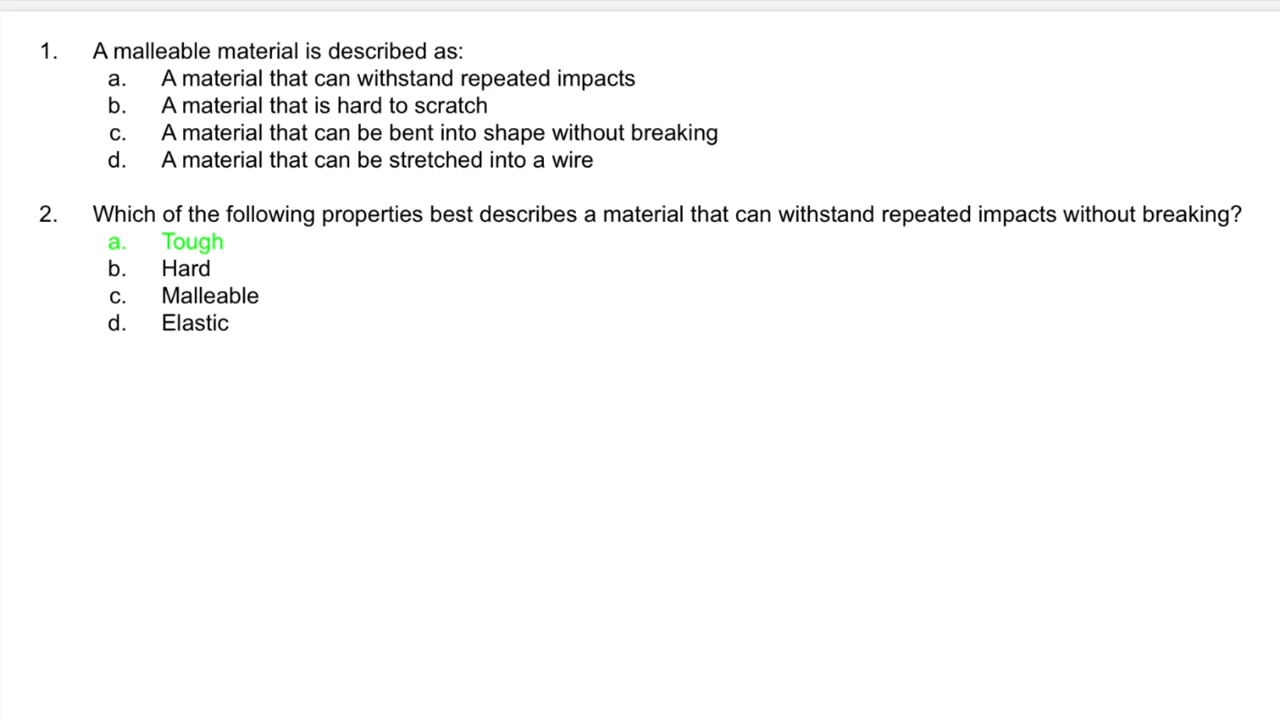 1. A malleable material is described as:
a. A material that can withstand repeated impacts
b. A material that is hard to scratch
c. A material that can be bent into shape without breaking
d. A material that can be stretched into a wire
2. Which of the following properties best describes a material that can withstand repeated impacts without breaking?
a. Tough
b. Hard
c. Malleable
d. Elastic